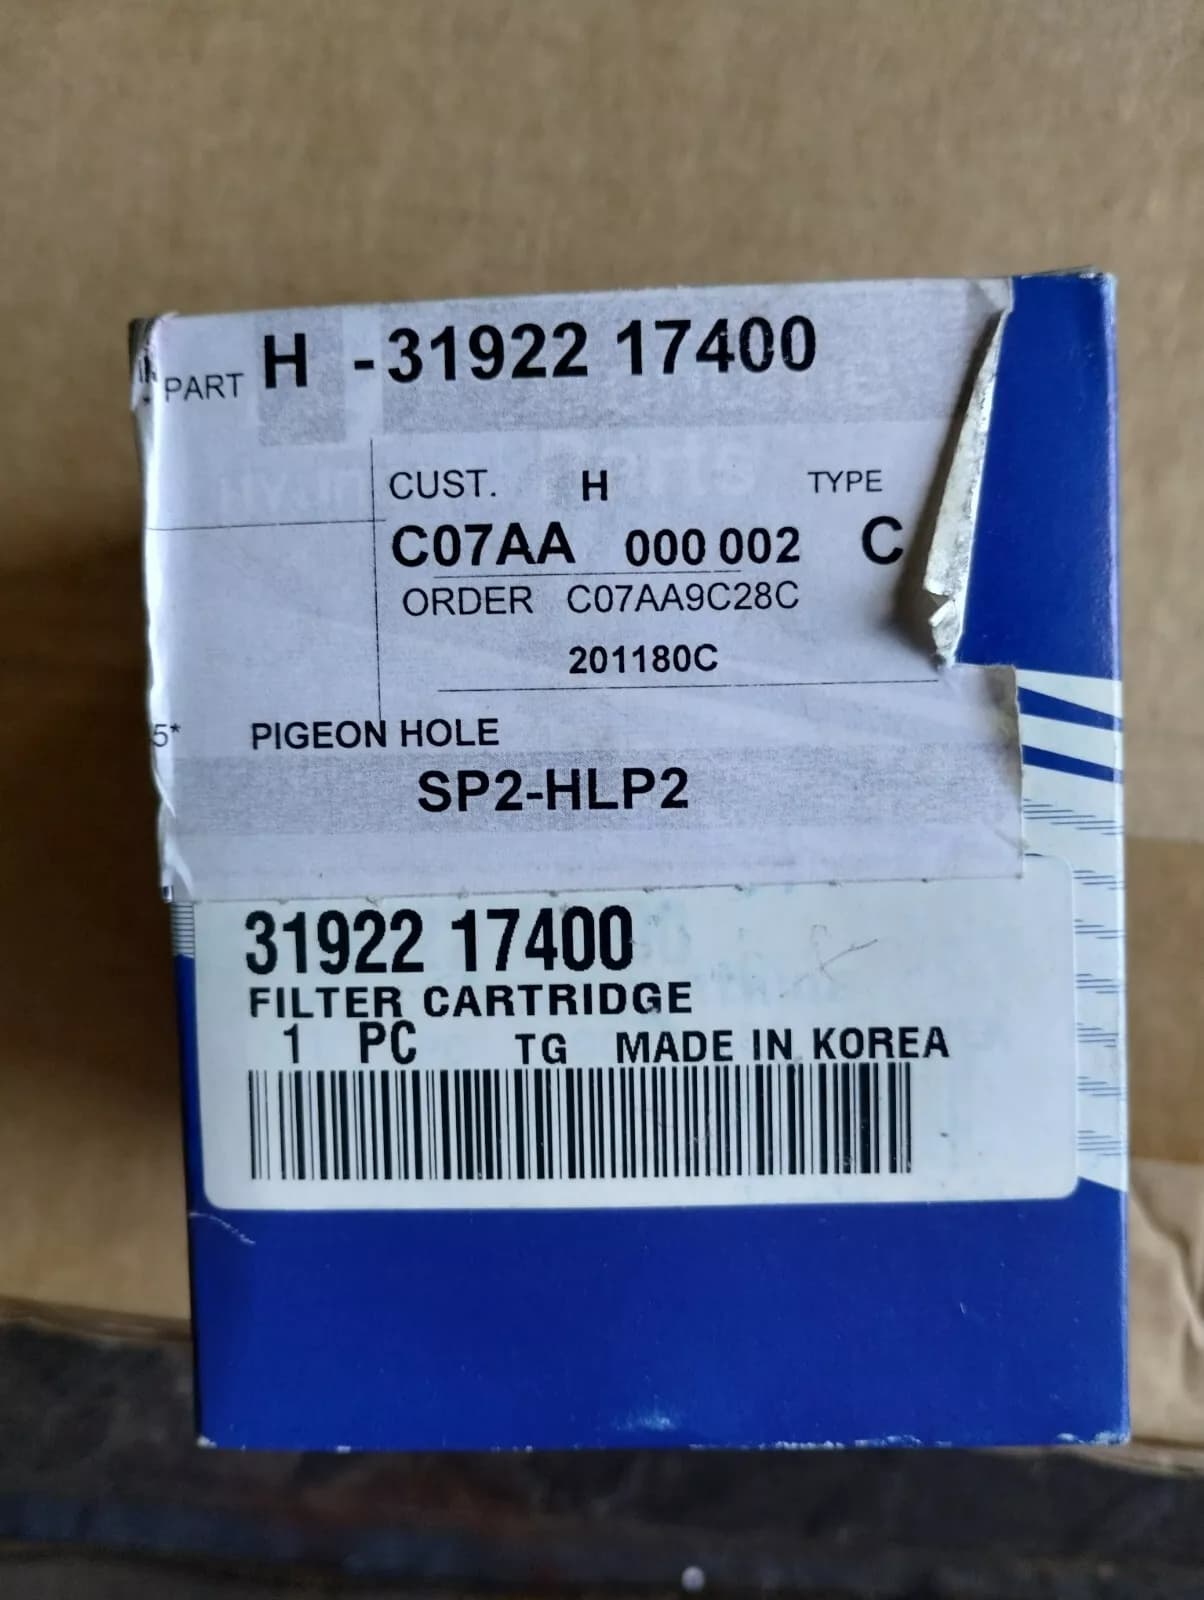 PART H -31922 17400
CUST. H TYPE
C07AA 000 002 C
ORDER C07AA9C28C
201180C
5* PIGEON HOLE
SP2-HLP2
31922 17400
FILTER CARTRIDGE
1 PC TG MADE IN KOREA